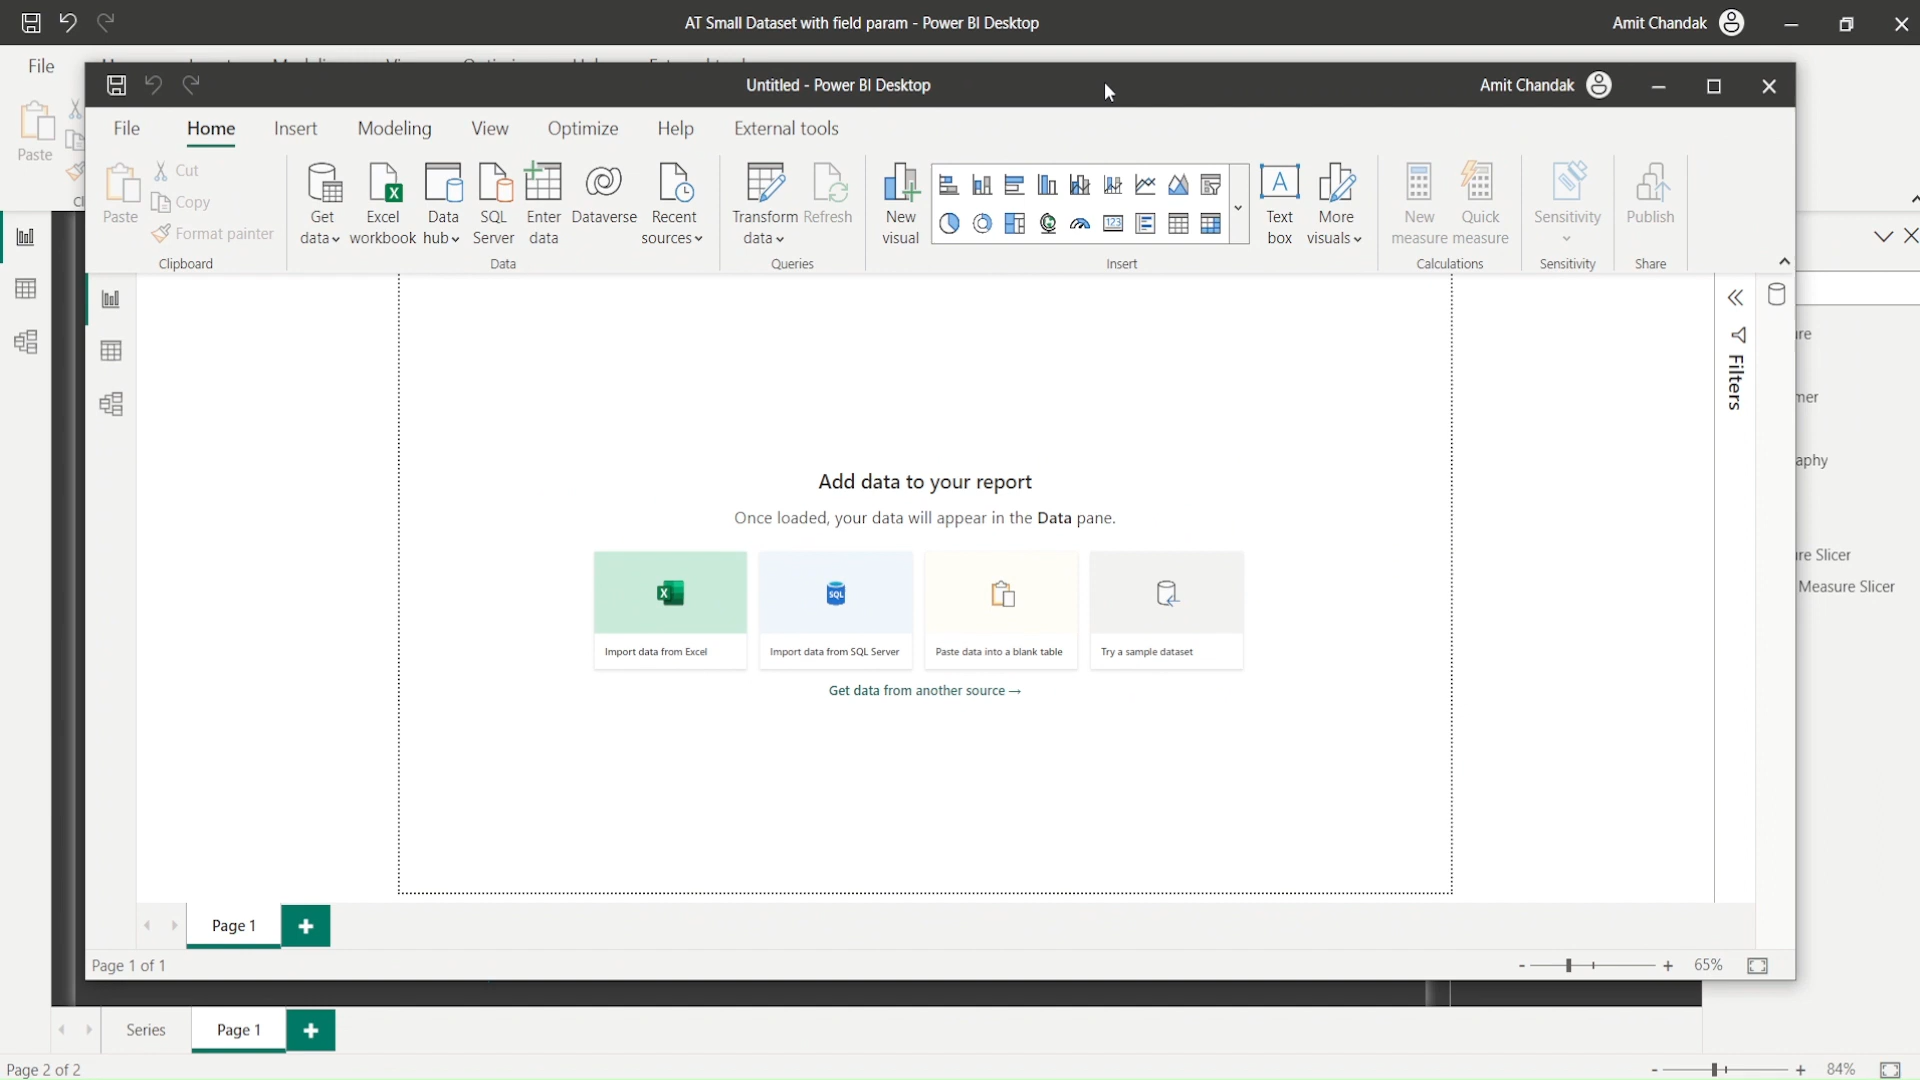 AT Small Dataset with field param - Power BI Desktop
Amit Chandak
File
Paste
Untitled - Power BI Desktop
Amit Chandak
File Home Insert Modeling View Optimize Help External tools
Paste
Cut
Copy
Format painter
Clipboard
Get data
Excel workbook
Data hub
SQL Server
Enter data
Dataverse
Recent sources
Data
Transform data
Refresh
Queries
New visual
A
123
Text box
More visuals
Insert
New measure
Quick measure
Calculations
Sensitivity
Sensitivity
Publish
Share
Filters
Add data to your report
Once loaded, your data will appear in the Data pane.
SQL
Import data from Excel
Import data from SQL Server
Paste data into a blank table
Try a sample dataset
Get data from another source →
Page 1
Page 1 of 1
65%
re Slicer
Measure Slicer
Series
Page 1
Page 2 of 2
84%